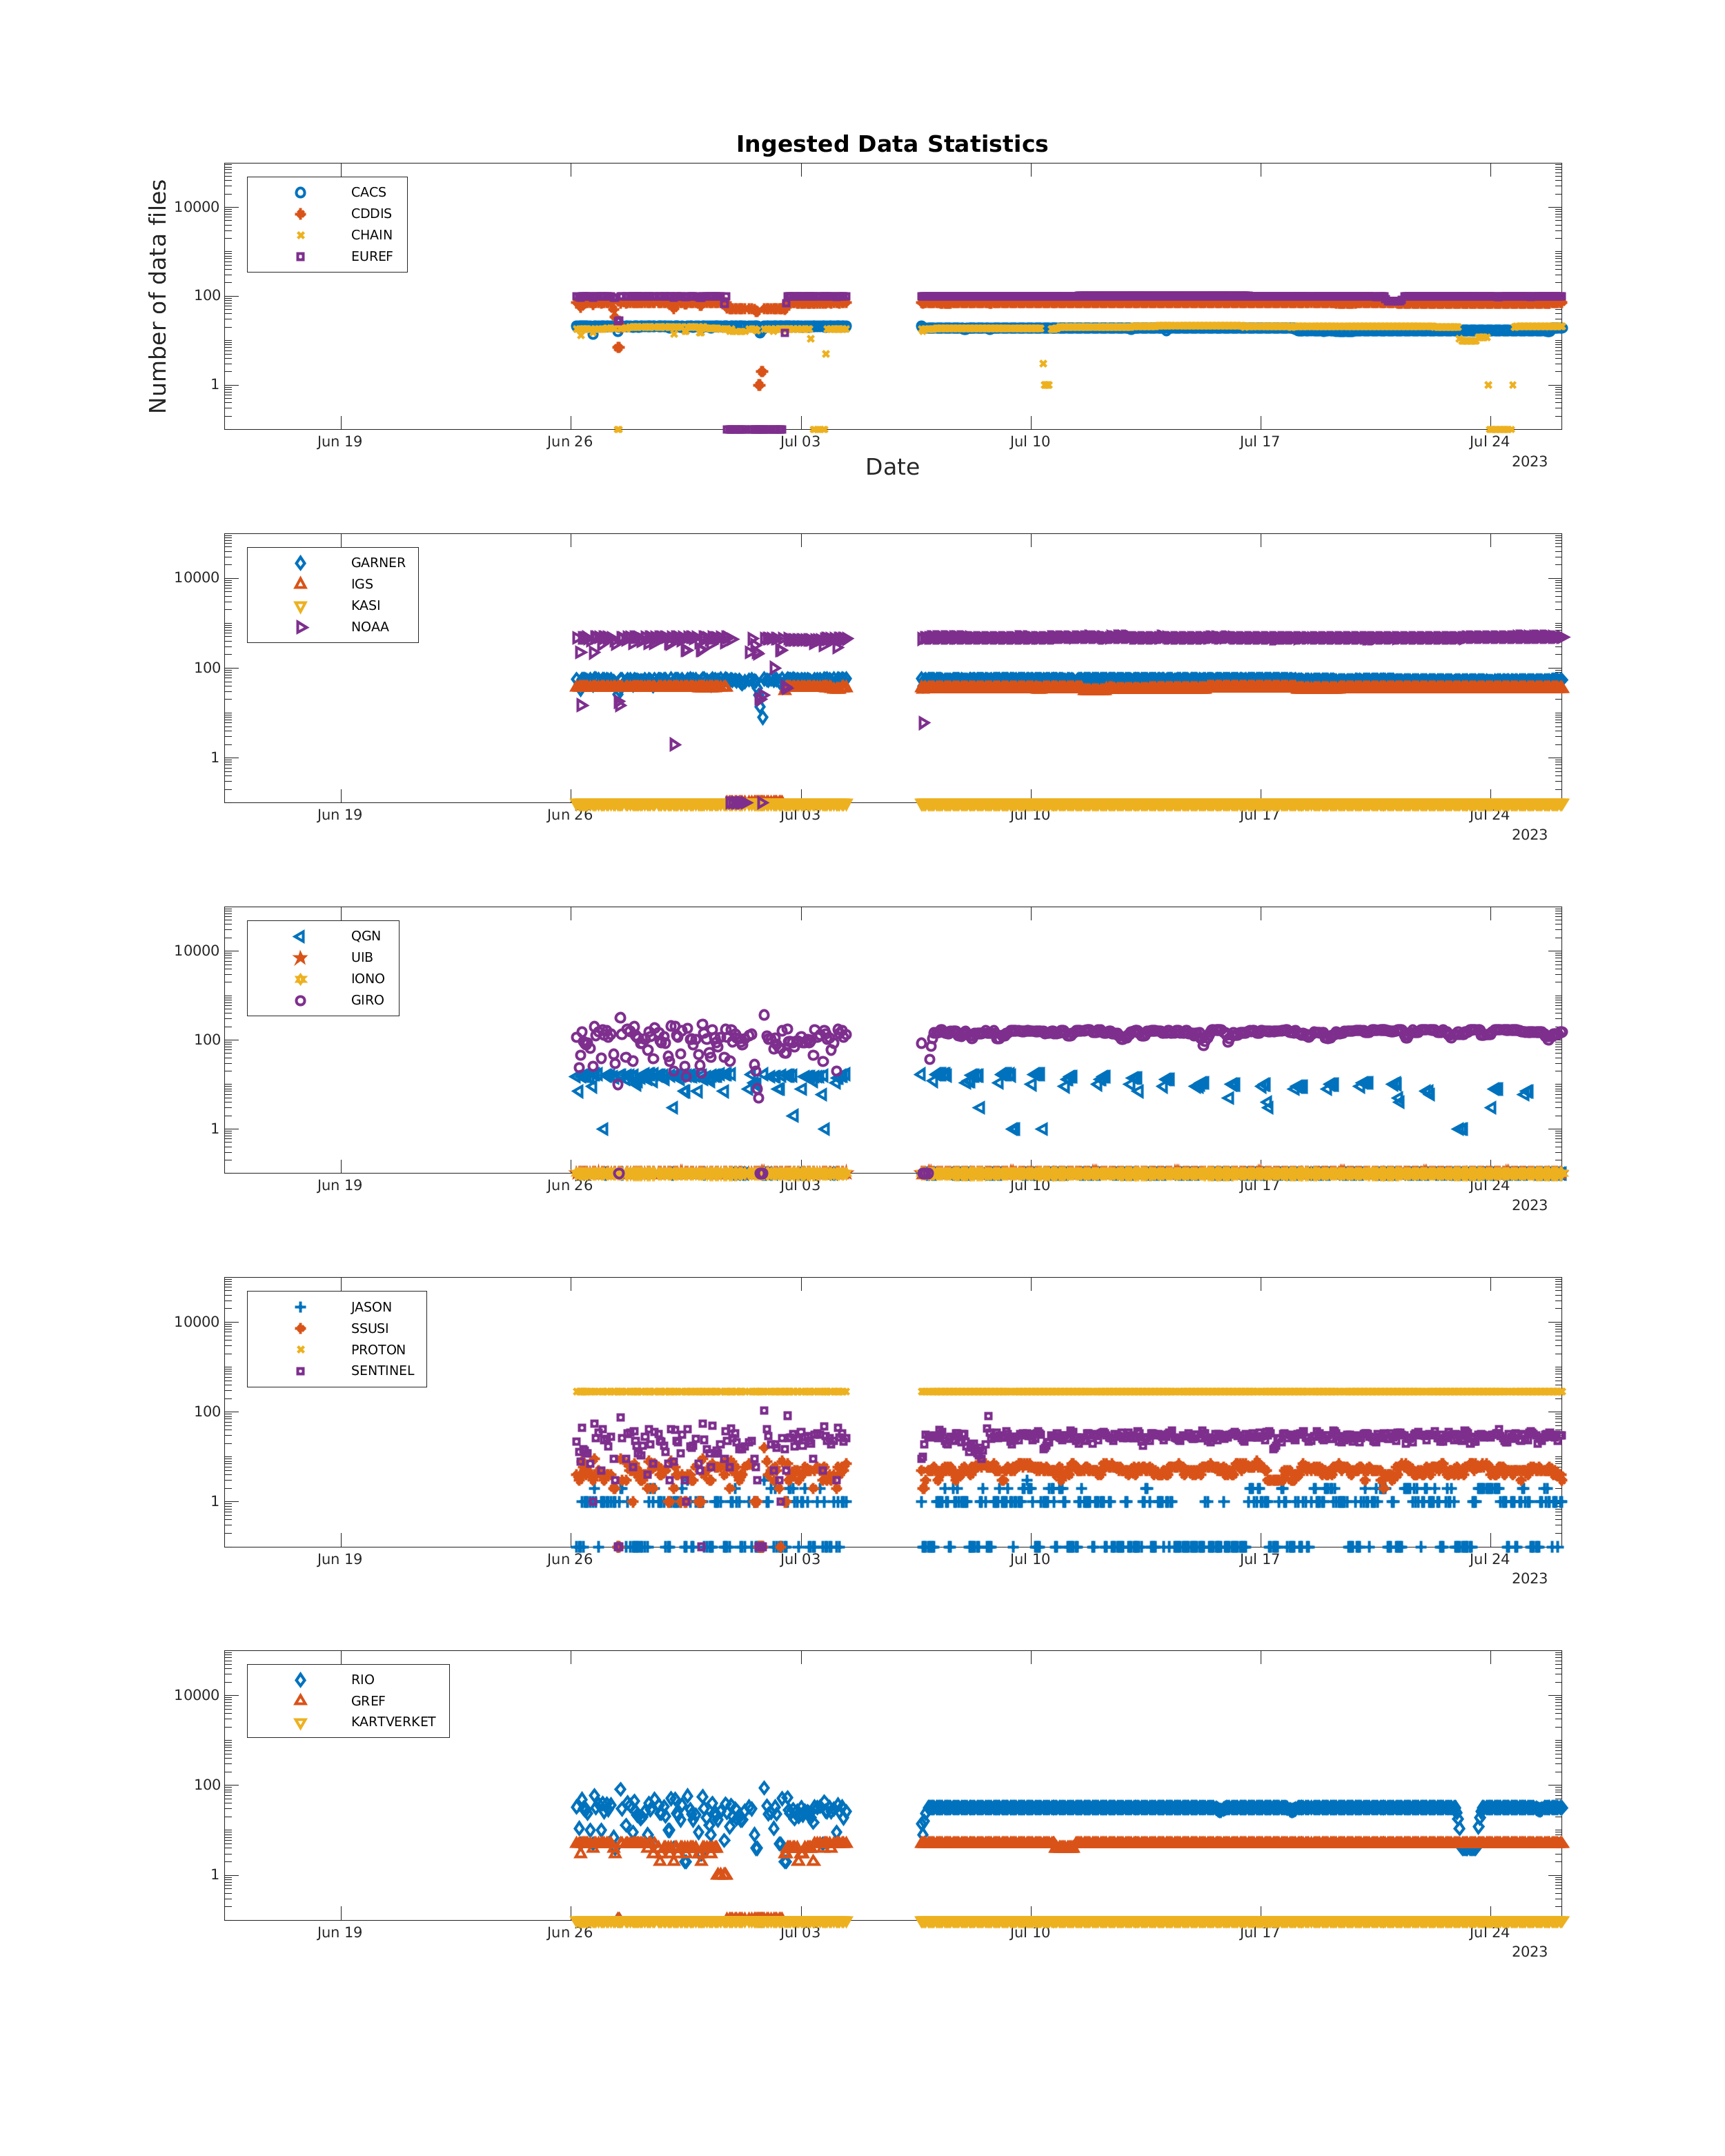 Ingested Data Statistics
Number of data files
CACS
CDDIS
CHAIN
EUREF
10000
100
1
Jun 19
Jun 26
Jul 03
Jul 10
Jul 17
Jul 24
2023
Date
GARNER
IGS
KASI
NOAA
10000
100
1
Jun 19
Jun 26
Jul 03
Jul 10
Jul 17
Jul 24
2023
QGN
UIB
IONO
GIRO
10000
100
1
Jun 19
Jun 26
Jul 03
Jul 10
Jul 17
Jul 24
2023
JASON
SSUSI
PROTON
SENTINEL
10000
100
1
Jun 19
Jun 26
Jul 03
Jul 10
Jul 17
Jul 24
2023
RIO
GREF
KARTVERKET
10000
100
1
Jun 19
Jun 26
Jul 03
Jul 10
Jul 17
Jul 24
2023